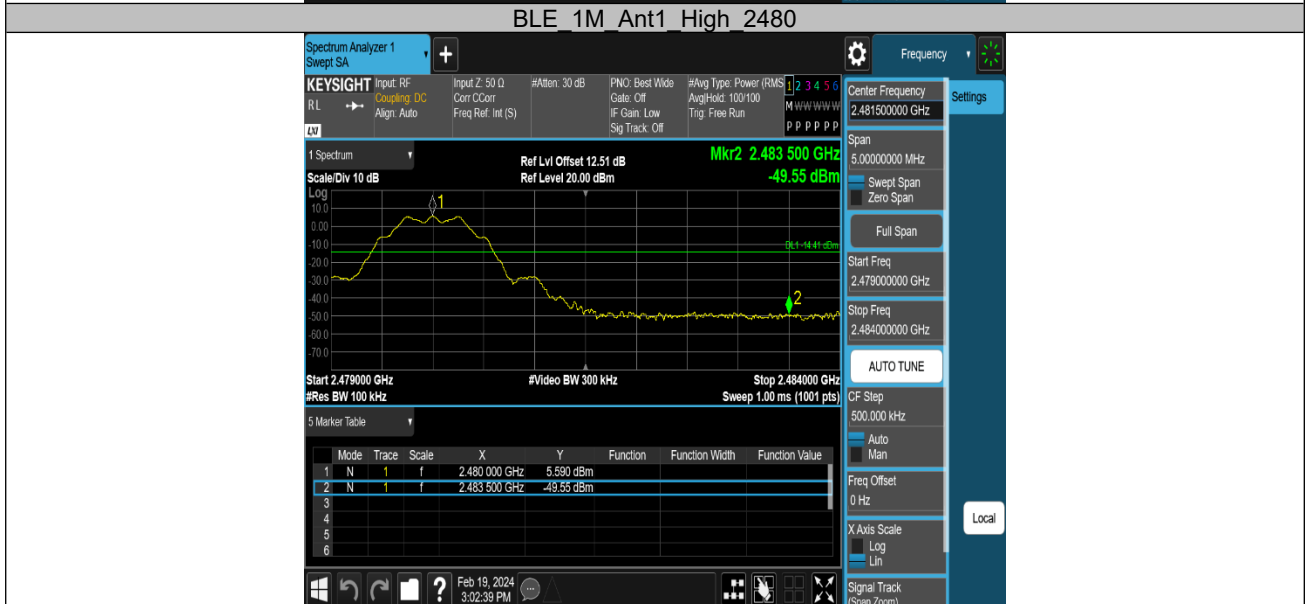 BLE_1M_Ant1_High_2480
Spectrum Analyzer 1
Swept SA
+
Frequency
KEYSIGHT
RL
LXI
Input: RF
Coupling: DC
Align: Auto
Input Z: 50 Ω
Corr CCorr
Freq Ref: Int (S)
#Atten: 30 dB
PNO: Best Wide
Gate: Off
IF Gain: Low
Sig Track: Off
#Avg Type: Power (RMS
Avg|Hold: 100/100
Trig: Free Run
1 2 3 4 5 6
M W W W W W
P P P P P P
Center Frequency
2.481500000 GHz
Settings
Span
5.00000000 MHz
Swept Span
Zero Span
Full Span
Start Freq
2.479000000 GHz
Stop Freq
2.484000000 GHz
AUTO TUNE
CF Step
500.000 kHz
Auto
Man
Freq Offset
0 Hz
X Axis Scale
Log
Lin
Signal Track
(Span Zoom)
Local
1 Spectrum
Scale/Div 10 dB
Ref Lvl Offset 12.51 dB
Ref Level 20.00 dBm
Mkr2 2.483 500 GHz
-49.55 dBm
Log
10.0
0.00
-10.0
-20.0
-30.0
-40.0
-50.0
-60.0
-70.0
1
DL1 -14.41 dBm
2
Start 2.479000 GHz
#Res BW 100 kHz
#Video BW 300 kHz
Stop 2.484000 GHz
Sweep 1.00 ms (1001 pts)
5 Marker Table
Mode Trace Scale X Y Function Function Width Function Value
1 N 1 f 2.480 000 GHz 5.590 dBm
2 N 1 f 2.483 500 GHz -49.55 dBm
3
4
5
6
?
Feb 19, 2024
3:02:39 PM